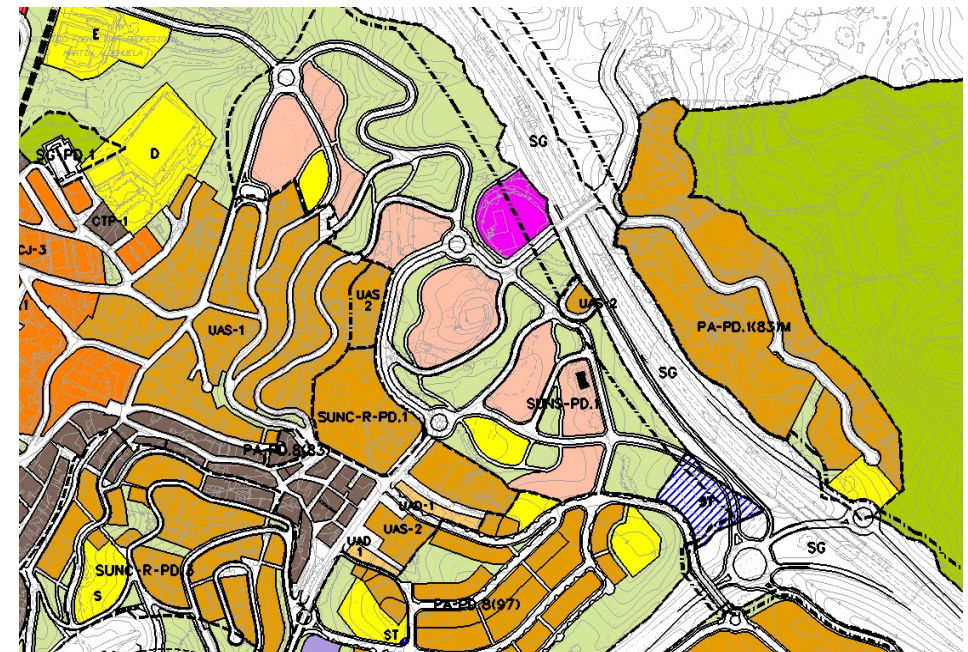 E
SG
D
SG-PD.1
CTP-1
CJ-3
UAS
2
UAS-2
UAS-1
PA-PD.1(83)M
SG
SUNS-PD.1
SUNC-R-PD.1
PA-PD.8(83)
ST
UAD-1
UAS-2
UAD
1
SG
SUNC-R-PD.5
S
PA-PD.8(97)
ST